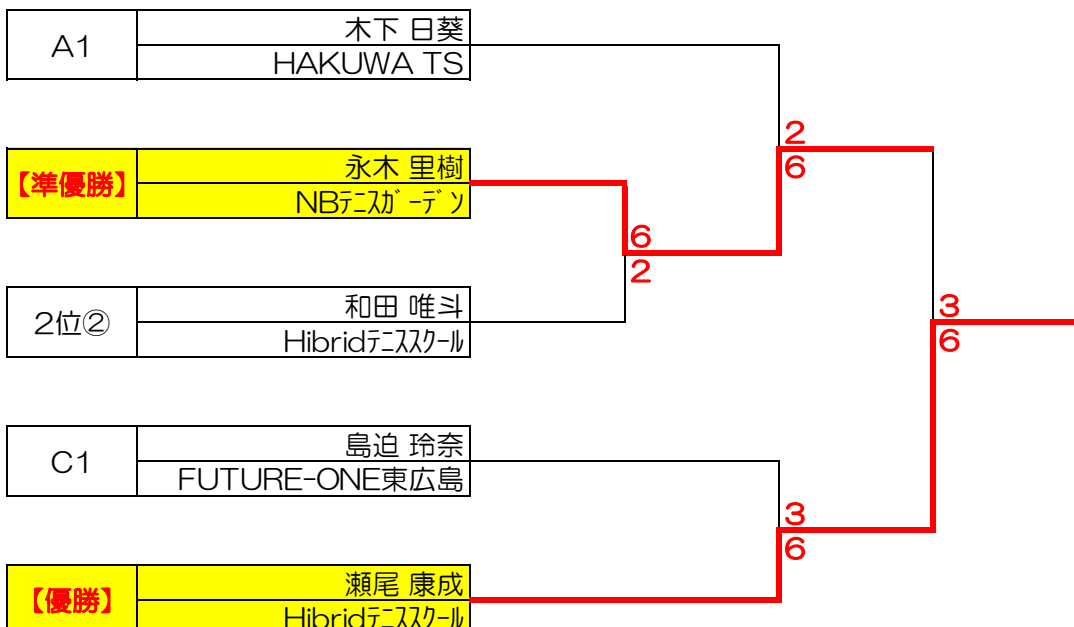 A1
木下 日葵
HAKUWA TS
2
6
【準優勝】
永木 里樹
NBﾃﾆｽｶﾞｰﾃﾞﾝ
6
2
2位②
和田 唯斗
Hibridﾃﾆｽｽｸｰﾙ
3
6
C1
島迫 玲奈
FUTURE-ONE東広島
3
6
【優勝】
瀬尾 康成
Hibridﾃﾆｽｽｸｰﾙ